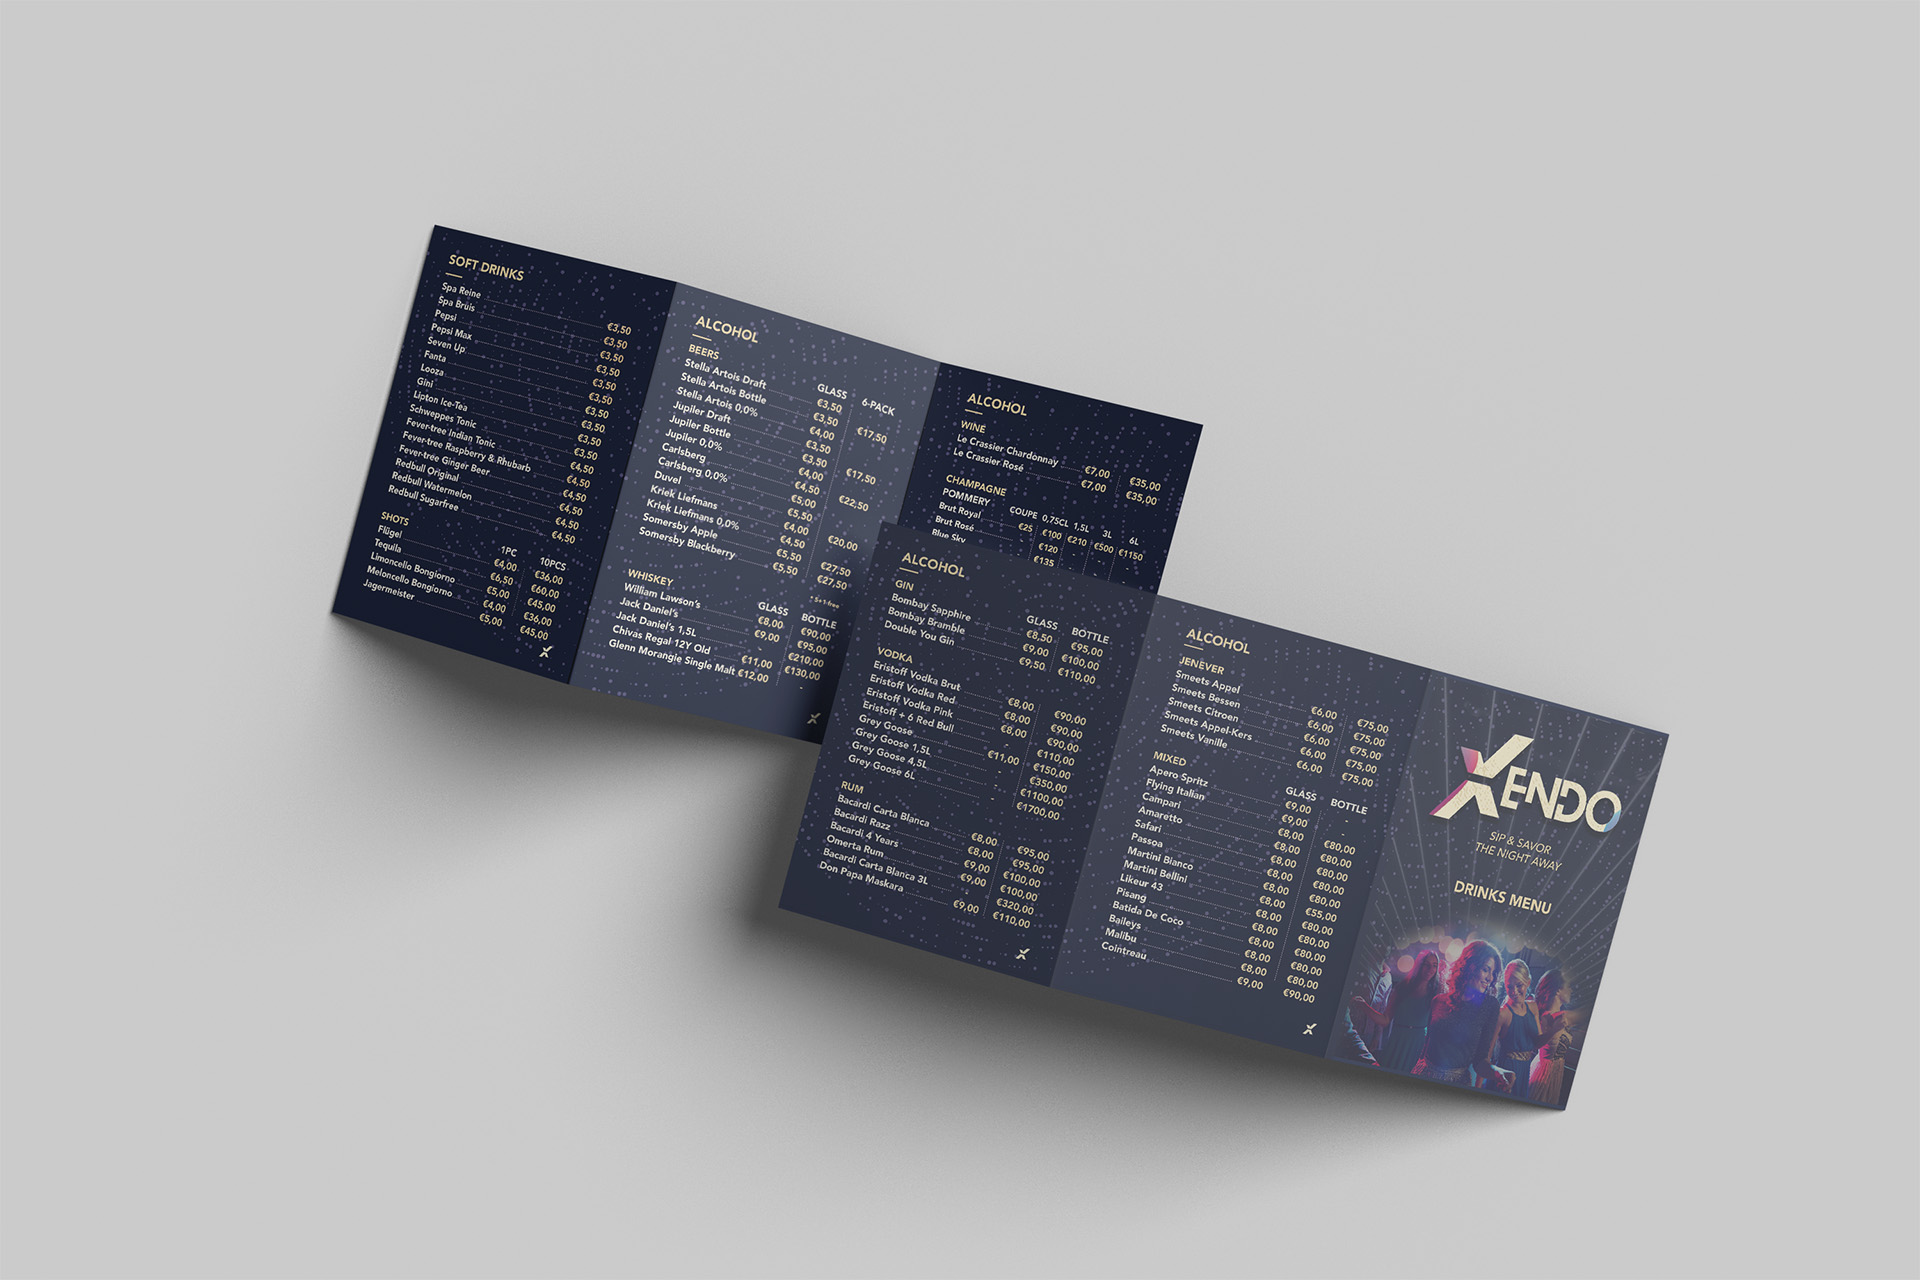 SOFT DRINKS
Spa Reine €3,50
Spa Bruis €3,50
Pepsi €3,50
Pepsi Max €3,50
Seven Up €3,50
Fanta €3,50
Looza €3,50
Gini €3,50
Lipton Ice-Tea €3,50
Schweppes Tonic €3,50
Fever-tree Indian Tonic €4,50
Fever-tree Raspberry & Rhubarb €4,50
Fever-tree Ginger Beer €4,50
Redbull Original €4,50
Redbull Watermelon €4,50
Redbull Sugarfree €4,50
SHOTS 1PC 10PCS
Flügel €4,00 €36,00
Tequila €6,50 €60,00
Limoncello Bongiorno €5,00 €45,00
Meloncello Bongiorno €4,00 €36,00
Jagermeister €5,00 €45,00
ALCOHOL
BEERS GLASS 6-PACK
Stella Artois Draft €3,50
Stella Artois Bottle €3,50 €17,50
Stella Artois 0,0% €4,00
Jupiler Draft €3,50
Jupiler Bottle €3,50 €17,50
Jupiler 0,0% €4,00
Carlsberg €4,50 €22,50
Carlsberg 0,0% €5,00
Duvel €5,50
Kriek Liefmans €4,00 €20,00
Kriek Liefmans 0,0% €4,50
Somersby Apple €5,50 €27,50
Somersby Blackberry €5,50 €27,50
* 5+1 free
WHISKEY GLASS BOTTLE
William Lawson's €8,00 €90,00
Jack Daniel's €9,00 €95,00
Jack Daniel's 1,5L - €210,00
Chivas Regal 12Y Old €11,00 €130,00
Glenn Morangie Single Malt €12,00 -
ALCOHOL
WINE
Le Crassier Chardonnay €7,00 €35,00
Le Crassier Rosé €7,00 €35,00
CHAMPAGNE
POMMERY COUPE 0,75CL 1,5L 3L 6L
Brut Royal €25 €100 €210 €500 €1150
Brut Rosé - €120 - - -
Blue Sky €135 - -
ALCOHOL
GIN GLASS BOTTLE
Bombay Sapphire €8,50 €95,00
Bombay Bramble €9,00 €100,00
Double You Gin €9,50 €110,00
VODKA
Eristoff Vodka Brut €8,00 €90,00
Eristoff Vodka Red €8,00 €90,00
Eristoff Vodka Pink €8,00 €90,00
Eristoff + 6 Red Bull - €110,00
Grey Goose €11,00 €150,00
Grey Goose 1,5L - €350,00
Grey Goose 4,5L - €1100,00
Grey Goose 6L - €1700,00
RUM
Bacardi Carta Blanca €8,00 €95,00
Bacardi Razz €8,00 €95,00
Bacardi 4 Years €9,00 €100,00
Omerta Rum €9,00 €100,00
Bacardi Carta Blanca 3L - €320,00
Don Papa Maskara €9,00 €110,00
ALCOHOL
JENEVER
Smeets Appel €6,00 €75,00
Smeets Bessen €6,00 €75,00
Smeets Citroen €6,00 €75,00
Smeets Appel-Kers €6,00 €75,00
Smeets Vanille €6,00 €75,00
MIXED GLASS BOTTLE
Apero Spritz €9,00 -
Flying Italian €9,00 -
Campari €8,00 €80,00
Amaretto €8,00 €80,00
Safari €8,00 €80,00
Passoa €8,00 €80,00
Martini Bianco €8,00 €80,00
Martini Bellini €8,00 €55,00
Likeur 43 €8,00 €80,00
Pisang €8,00 €80,00
Batida De Coco €8,00 €80,00
Baileys €8,00 €80,00
Malibu €8,00 €80,00
Cointreau €9,00 €90,00
XENDO
SIP & SAVOR
THE NIGHT AWAY
DRINKS MENU